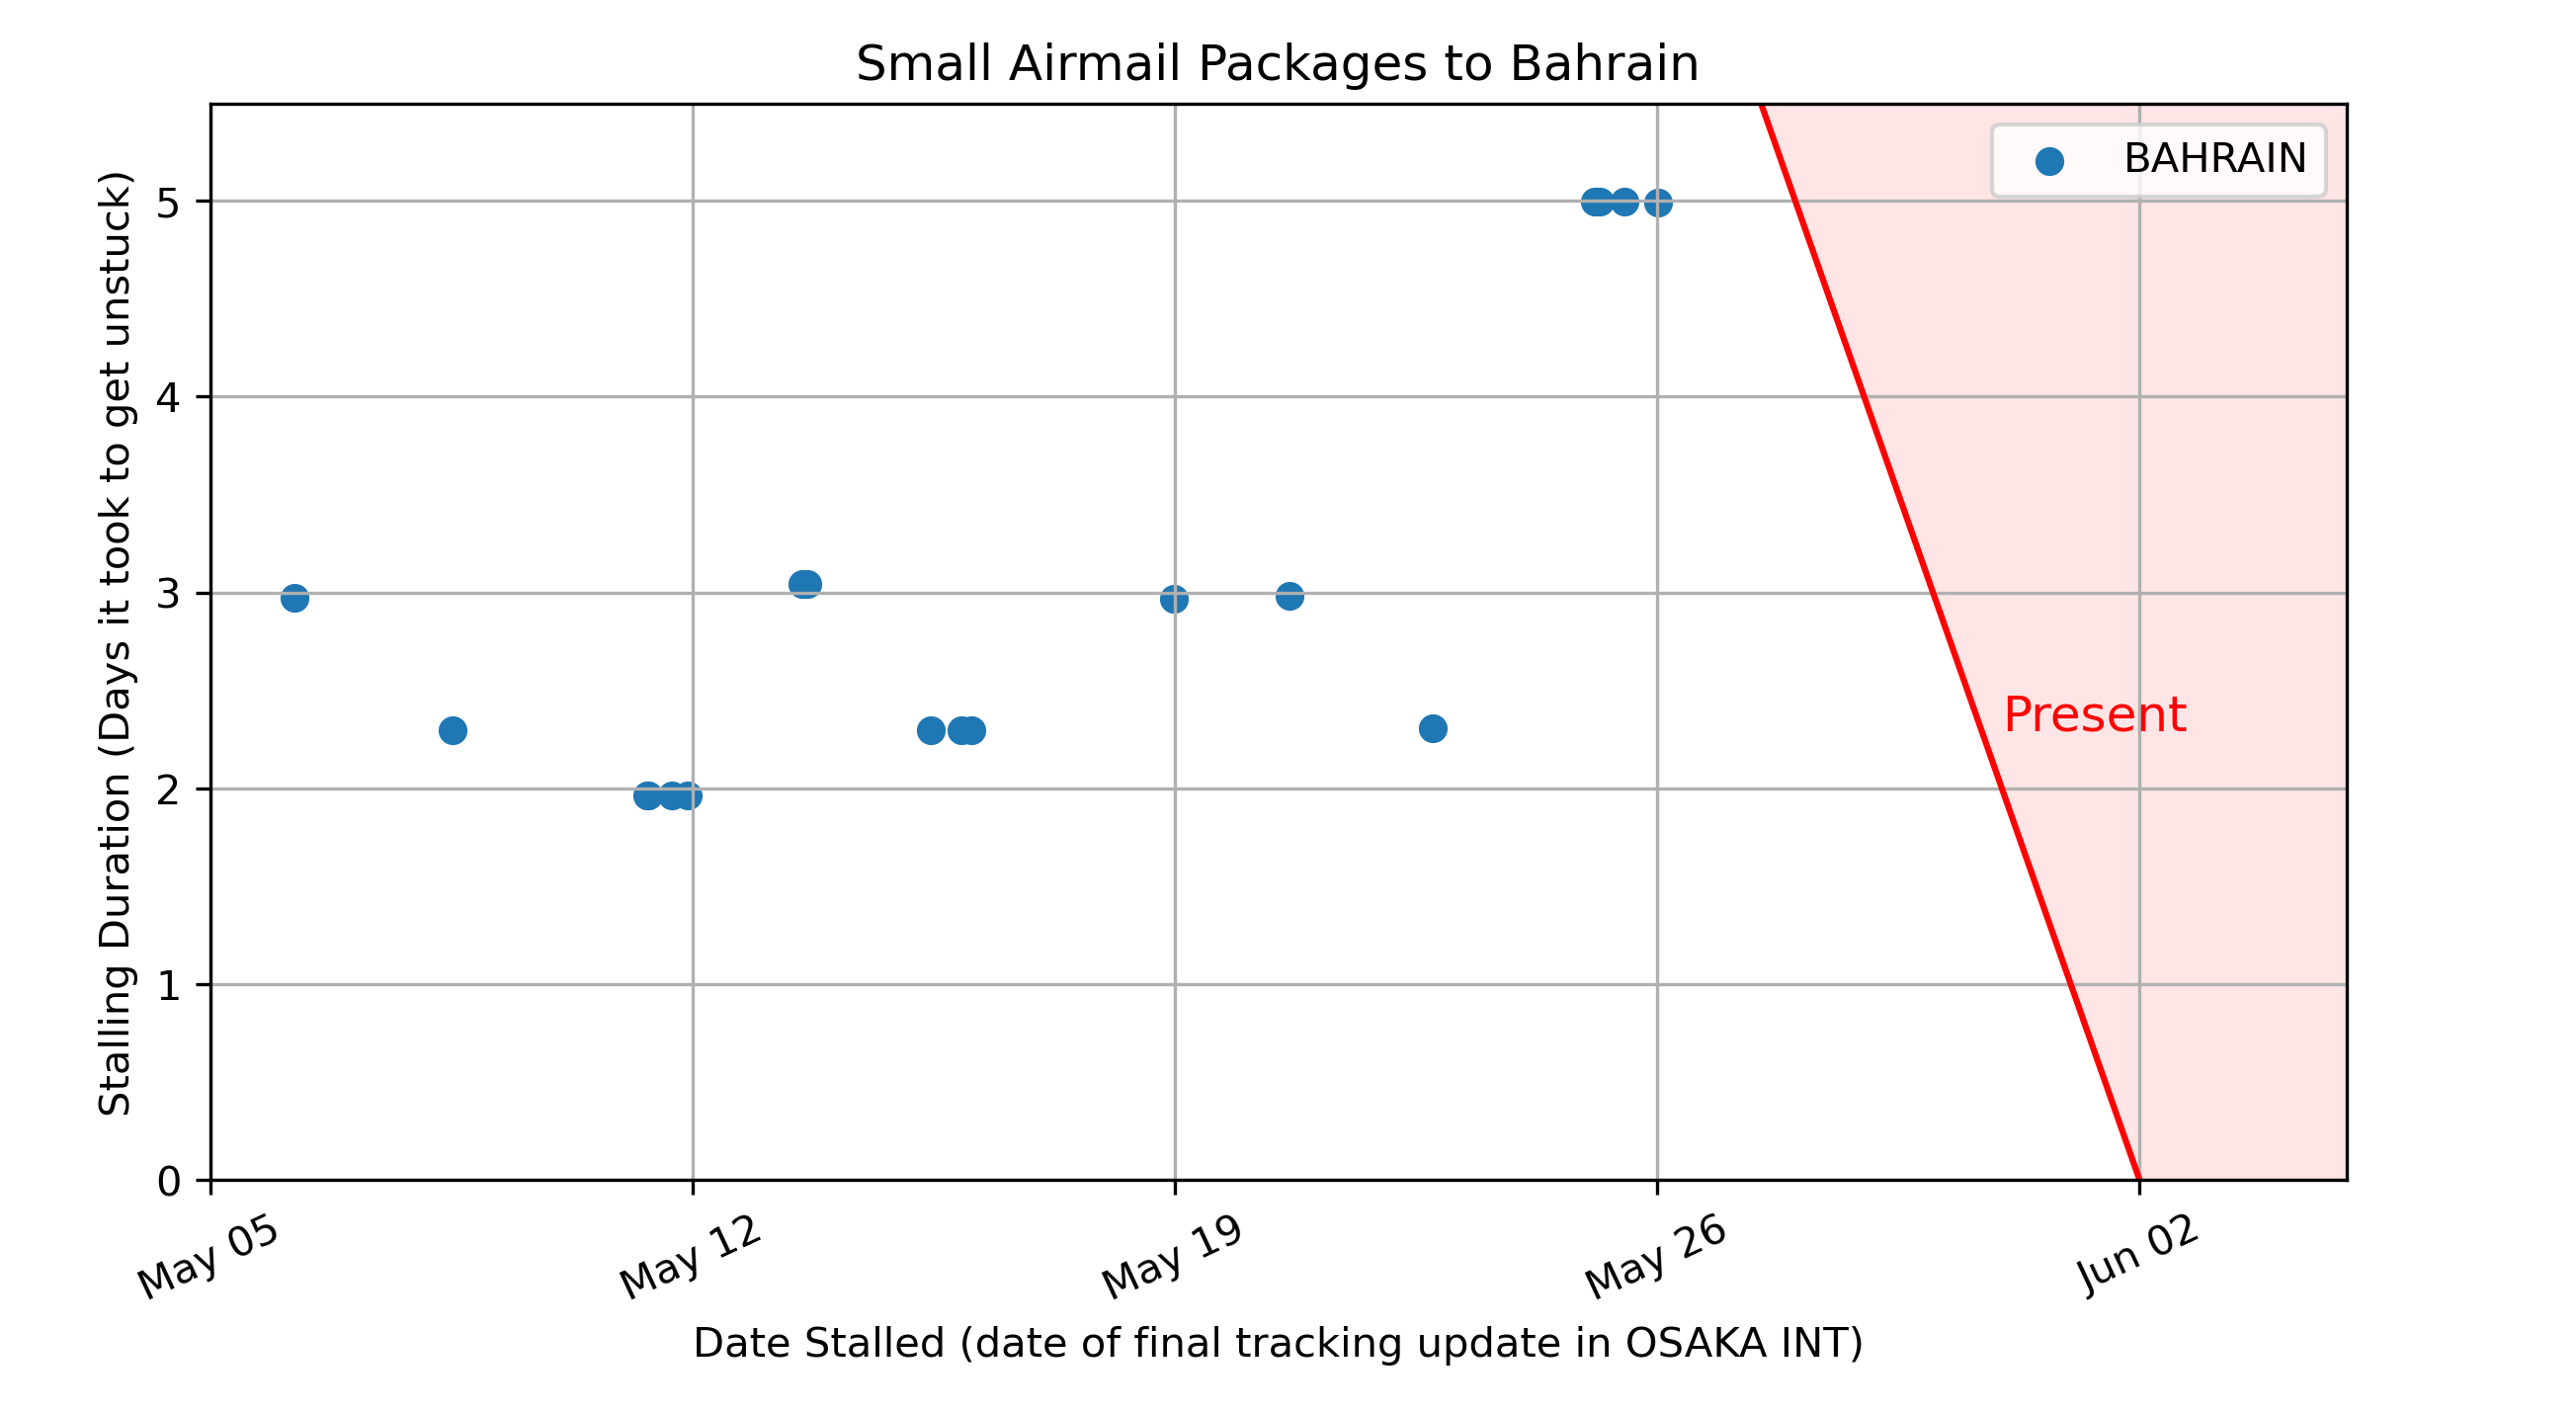 Small Airmail Packages to Bahrain
BAHRAIN
Stalling Duration (Days it took to get unstuck)
5
4
3
2
1
0
Present
May 05
May 12
May 19
May 26
Jun 02
Date Stalled (date of final tracking update in OSAKA INT)